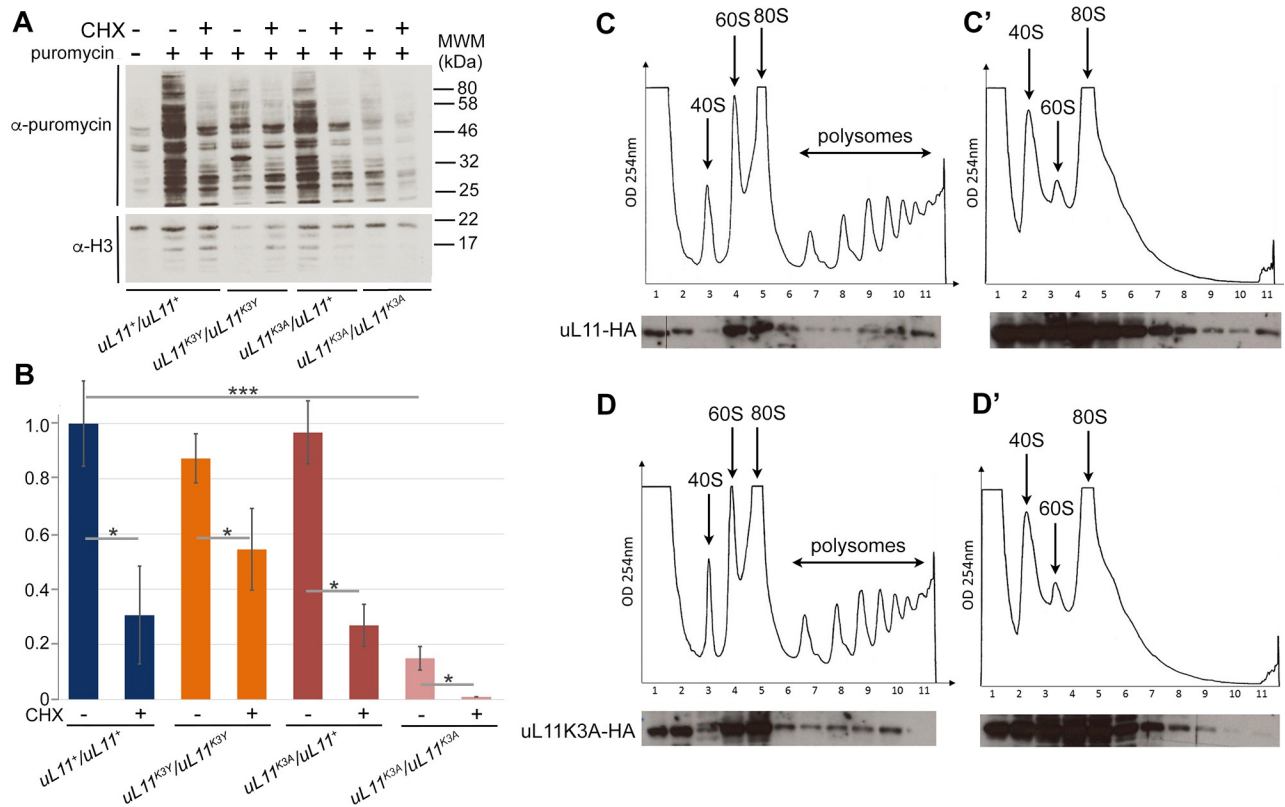 A
CHX - - + - + - + - +
puromycin - + + + + + + + +
MWM
(kDa)
α-puromycin
80
58
46
32
25
α-H3
22
17
uL11+/uL11+
uL11K3Y/uL11K3Y
uL11K3A/uL11+
uL11K3A/uL11K3A
B
***
* * * *
1.0
0.8
0.6
0.4
0.2
0
CHX - + - + - + - +
uL11+/uL11+
uL11K3Y/uL11K3Y
uL11K3A/uL11+
uL11K3A/uL11K3A
C
60S 80S
40S
polysomes
OD 254nm
1 2 3 4 5 6 7 8 9 10 11
uL11-HA
C’
80S
40S
60S
OD 254nm
1 2 3 4 5 6 7 8 9 10 11
D
60S 80S
40S
polysomes
OD 254nm
1 2 3 4 5 6 7 8 9 10 11
uL11K3A-HA
D’
80S
40S
60S
OD 254nm
1 2 3 4 5 6 7 8 9 10 11